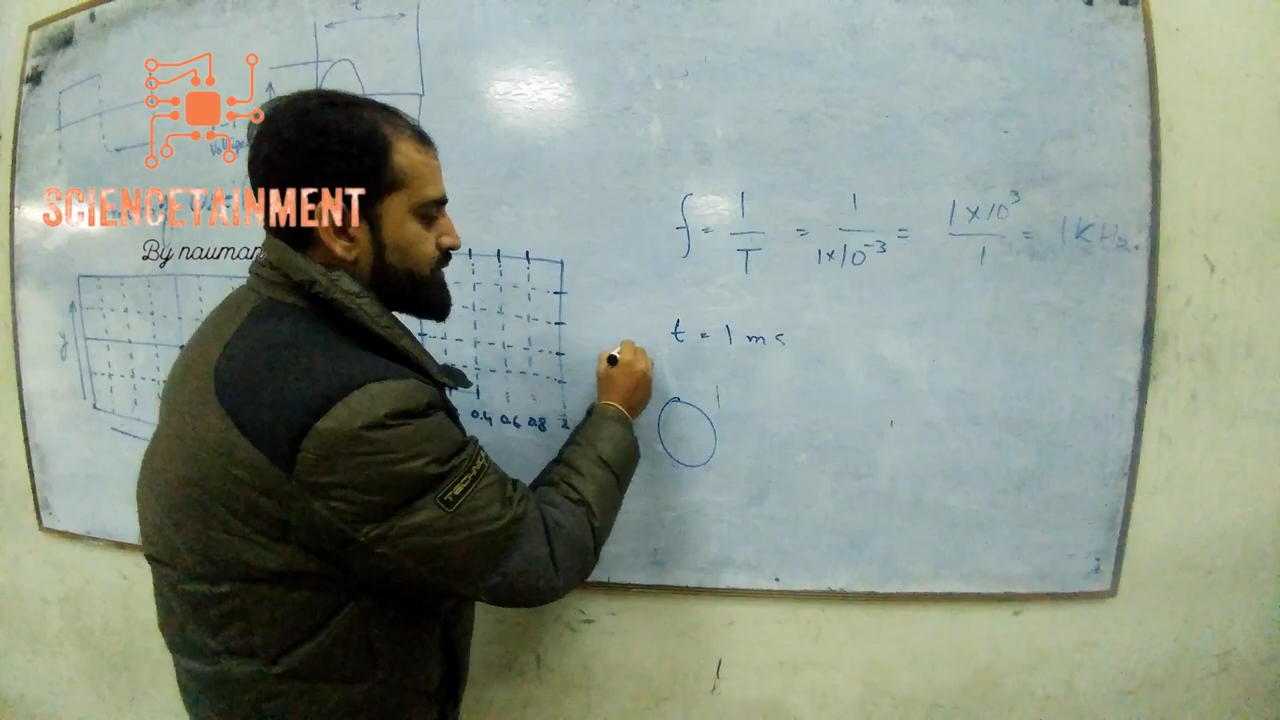 t
SCIENCETAINMENT
By nauman
f = 1/T = 1/1×10⁻³ = 1×10³/1 = 1KHz.
t = 1 ms
y
0.4 0.6 0.8
TECHNO